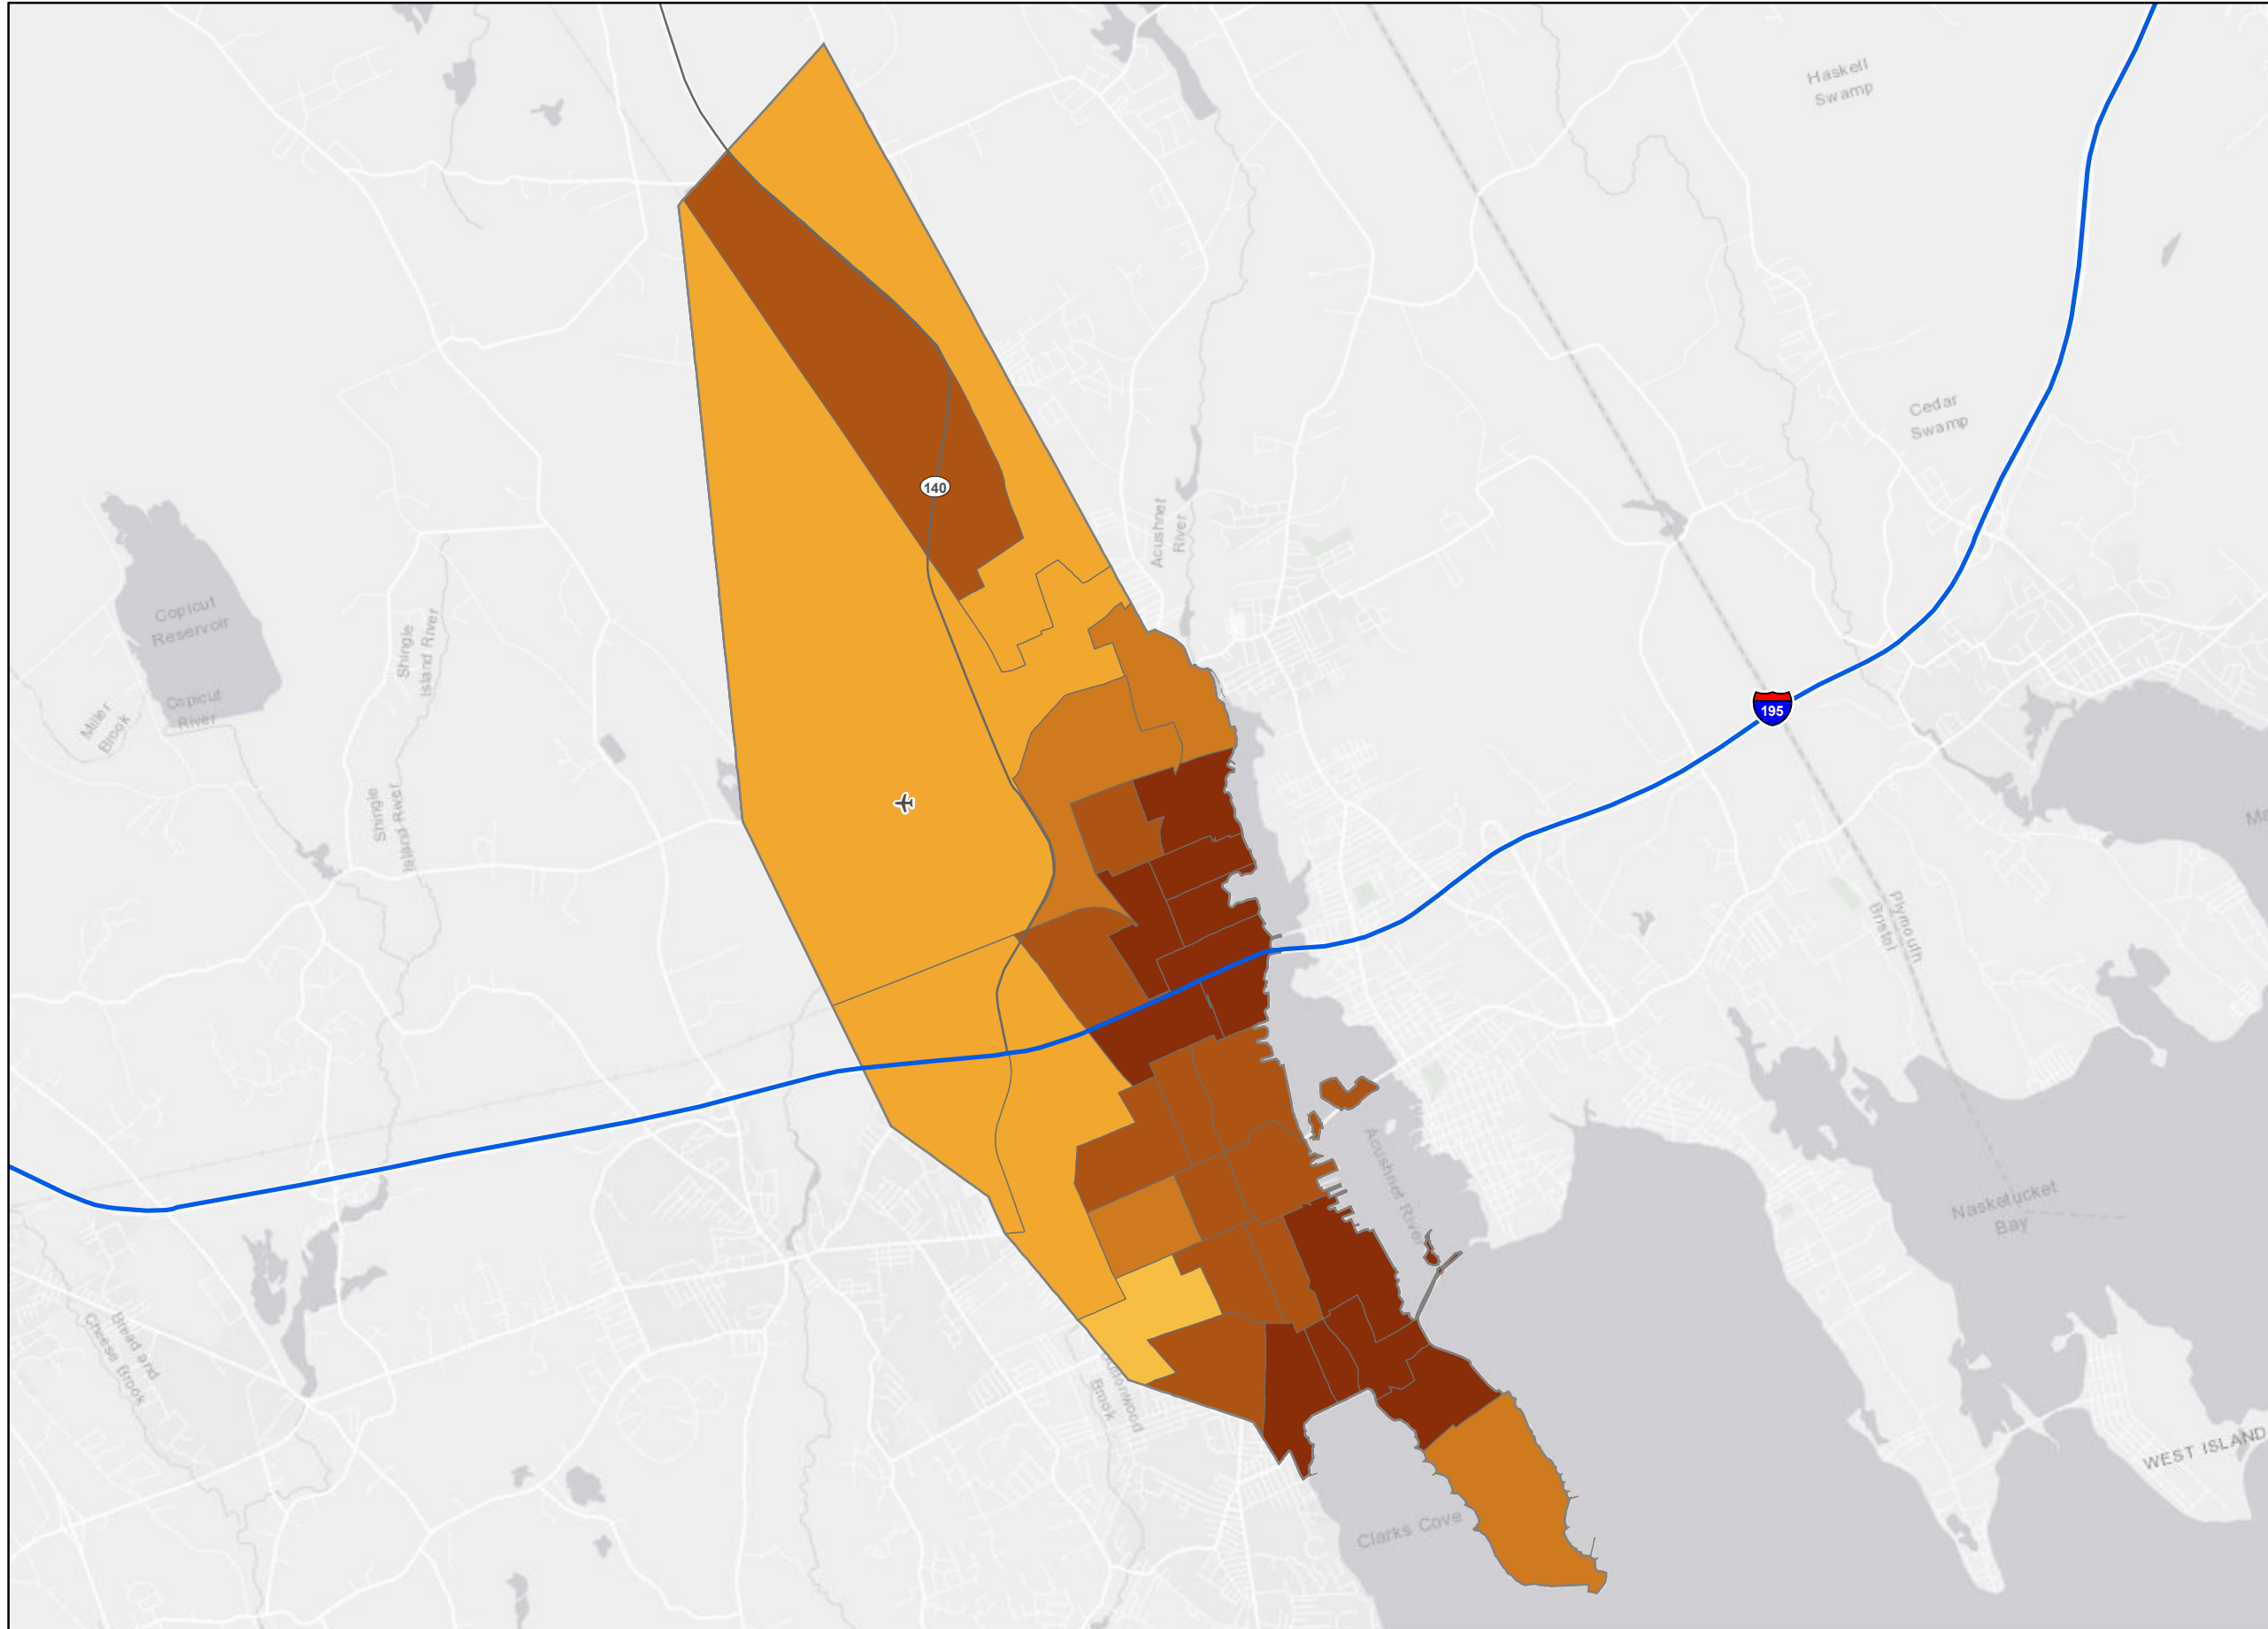 Haskell
Swamp
Cedar
Swamp
140
Acushnet
River
Copicut
Reservoir
Shingle
Island River
Copicut
River
Miller
Brook
195
Shingle
Island River
Ma
Plymouth
Bristol
Acushnet River
Nasketucket
Bay
Bread and
Cheese Brook
Brook
WEST ISLAND
Clarks Cove